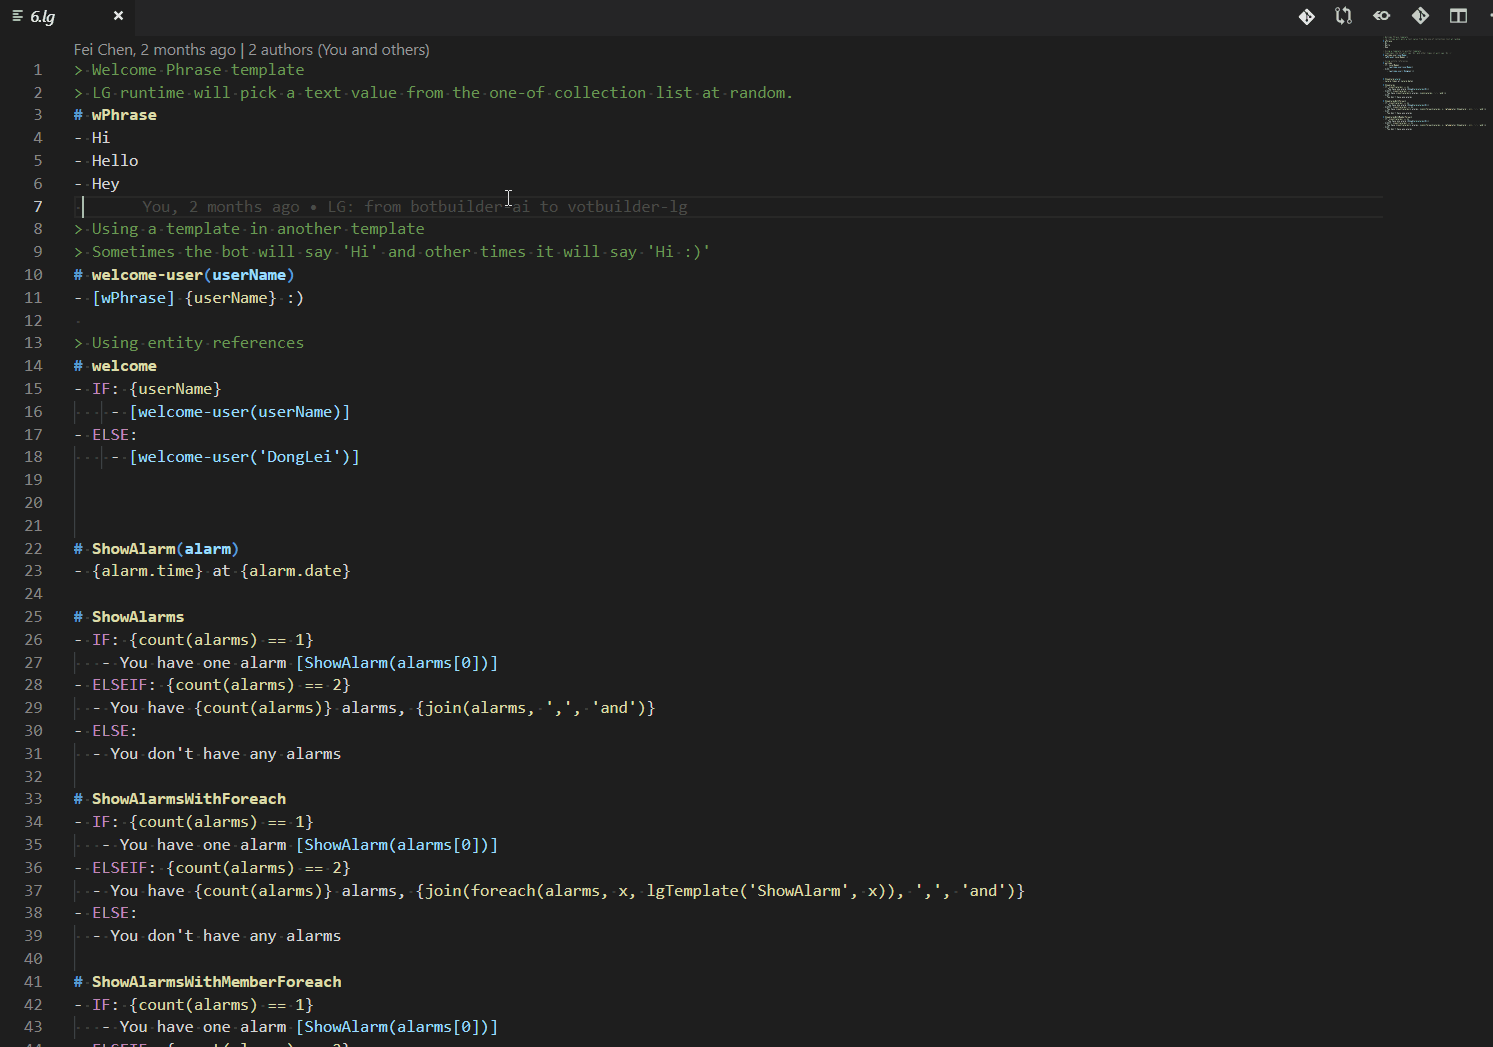 6.lg
Fei Chen, 2 months ago | 2 authors (You and others)
1 > Welcome Phrase template
2 > LG runtime will pick a text value from the one-of collection list at random.
3 # wPhrase
4 - Hi
5 - Hello
6 - Hey
7 You, 2 months ago • LG: from botbuilder-ai to votbuilder-lg
8 > Using a template in another template
9 > Sometimes the bot will say 'Hi' and other times it will say 'Hi :)'
10 # welcome-user(userName)
11 - [wPhrase] {userName} :)
12
13 > Using entity references
14 # welcome
15 - IF: {userName}
16 - [welcome-user(userName)]
17 - ELSE:
18 - [welcome-user('DongLei')]
19
20
21
22 # ShowAlarm(alarm)
23 - {alarm.time} at {alarm.date}
24
25 # ShowAlarms
26 - IF: {count(alarms) == 1}
27 - You have one alarm [ShowAlarm(alarms[0])]
28 - ELSEIF: {count(alarms) == 2}
29 - You have {count(alarms)} alarms, {join(alarms, ',', 'and')}
30 - ELSE:
31 - You don't have any alarms
32
33 # ShowAlarmsWithForeach
34 - IF: {count(alarms) == 1}
35 - You have one alarm [ShowAlarm(alarms[0])]
36 - ELSEIF: {count(alarms) == 2}
37 - You have {count(alarms)} alarms, {join(foreach(alarms, x, lgTemplate('ShowAlarm', x)), ',', 'and')}
38 - ELSE:
39 - You don't have any alarms
40
41 # ShowAlarmsWithMemberForeach
42 - IF: {count(alarms) == 1}
43 - You have one alarm [ShowAlarm(alarms[0])]